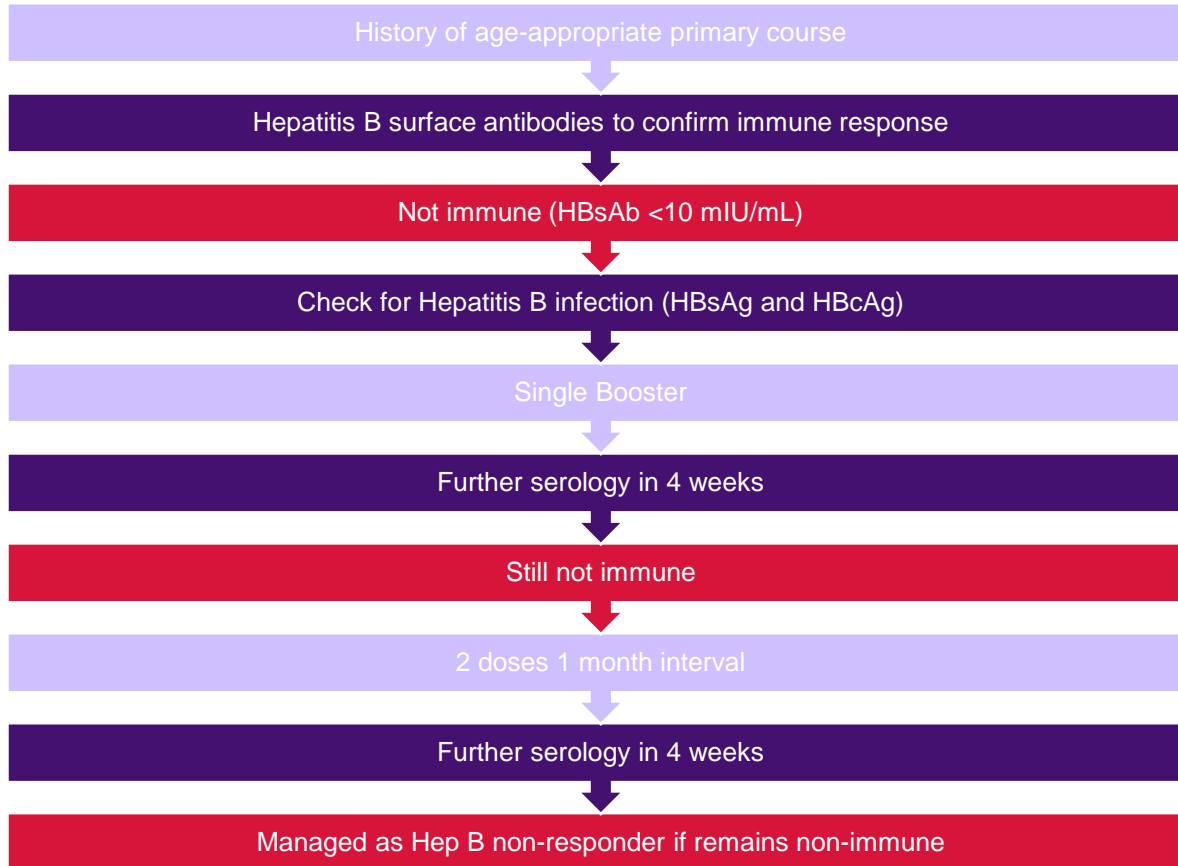 History of age-appropriate primary course
Hepatitis B surface antibodies to confirm immune response
Not immune (HBsAb <10 mIU/mL)
Check for Hepatitis B infection (HBsAg and HBcAg)
Single Booster
Further serology in 4 weeks
Still not immune
2 doses 1 month interval
Further serology in 4 weeks
Managed as Hep B non-responder if remains non-immune